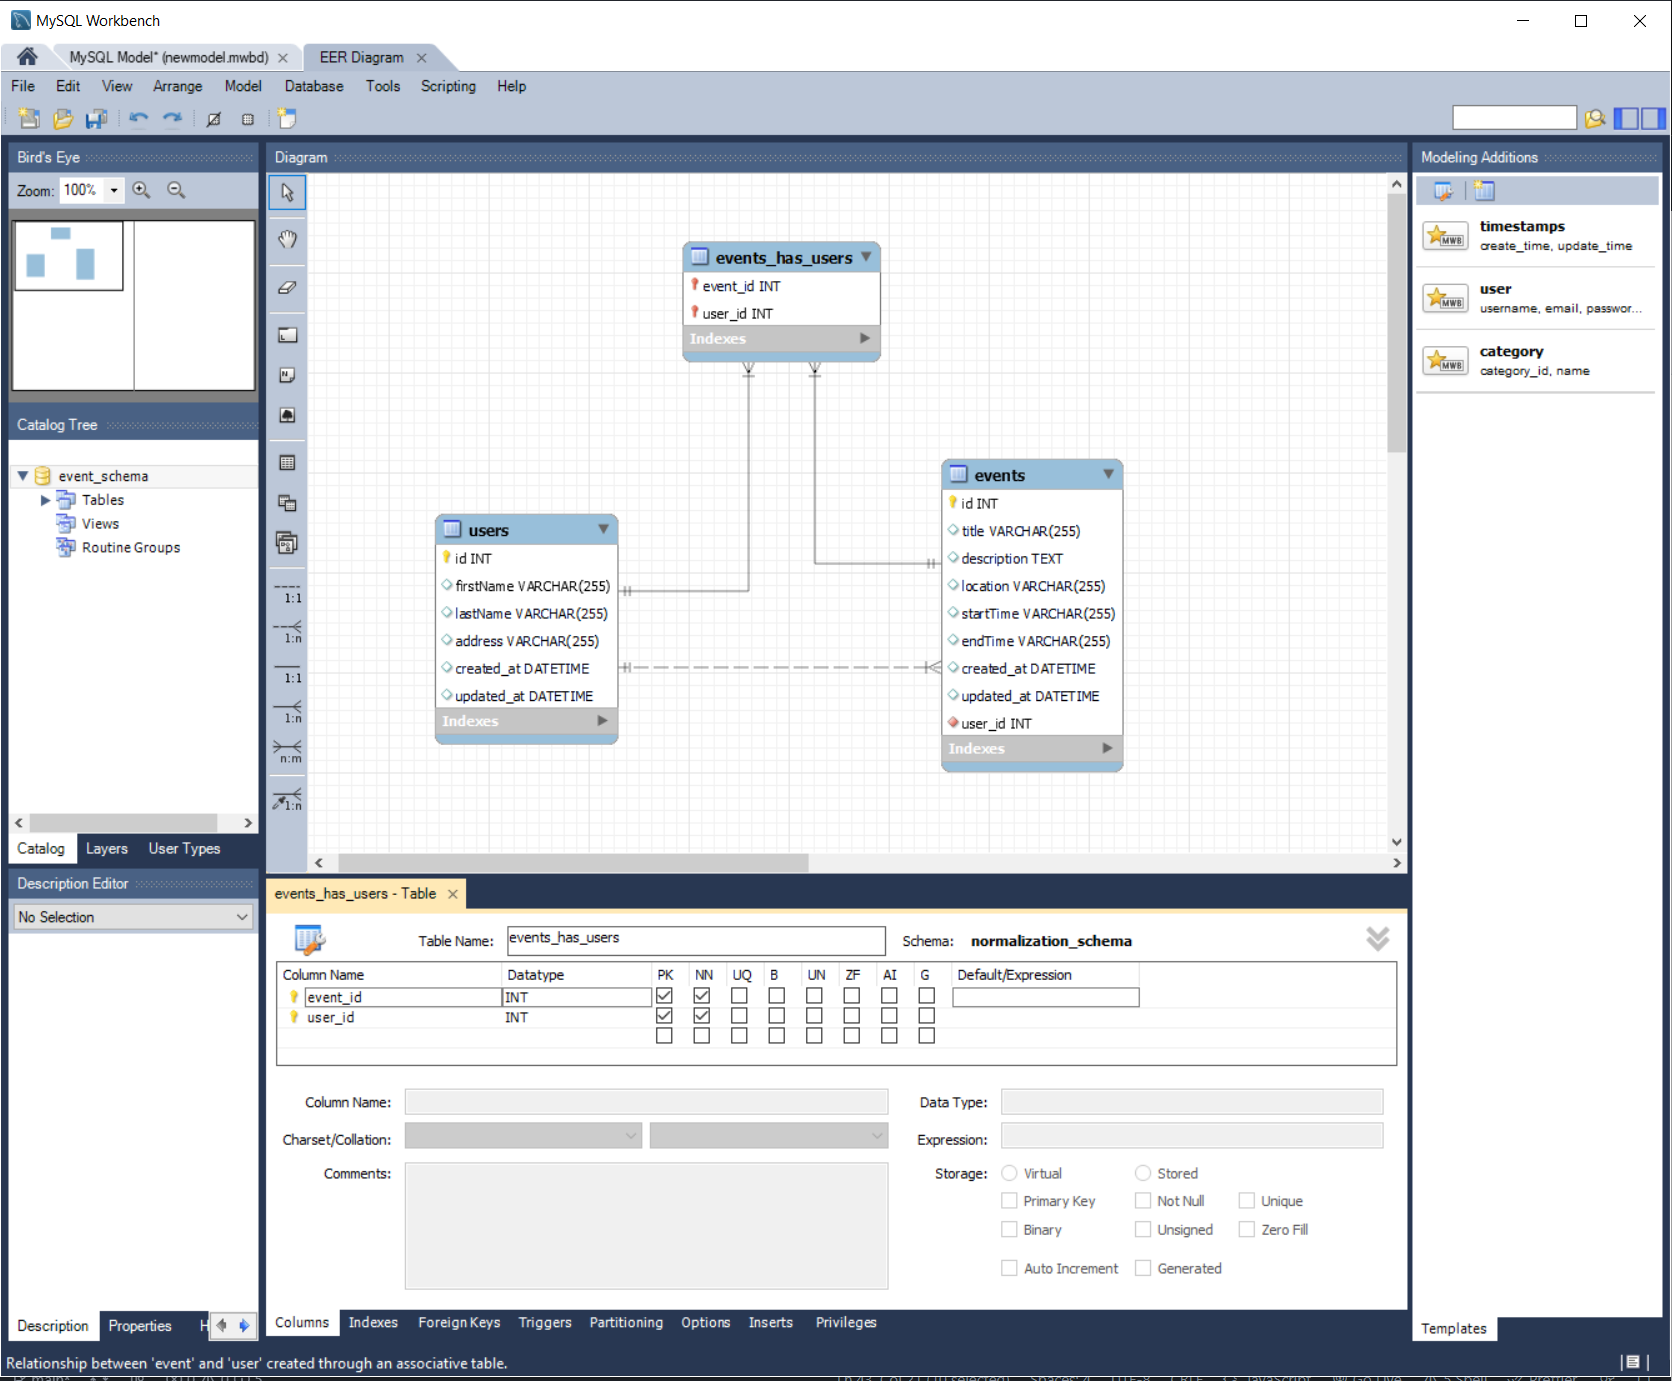 MySQL Workbench
MySQL Model* (newmodel.mwbd)
EER Diagram
File Edit View Arrange Model Database Tools Scripting Help
Bird's Eye
Zoom: 100%
Catalog Tree
event_schema
Tables
Views
Routine Groups
Catalog Layers User Types
Description Editor
No Selection
Description Properties H
Diagram
1:1
1:n
1:1
1:n
n:m
1:n
events_has_users
event_id INT
user_id INT
Indexes
users
id INT
firstName VARCHAR(255)
lastName VARCHAR(255)
address VARCHAR(255)
created_at DATETIME
updated_at DATETIME
Indexes
events
id INT
title VARCHAR(255)
description TEXT
location VARCHAR(255)
startTime VARCHAR(255)
endTime VARCHAR(255)
created_at DATETIME
updated_at DATETIME
user_id INT
Indexes
Modeling Additions
MWB
timestamps
create_time, update_time
MWB
user
username, email, passwor...
MWB
category
category_id, name
Templates
events_has_users - Table
Table Name: events_has_users Schema: normalization_schema
Column Name Datatype PK NN UQ B UN ZF AI G Default/Expression
event_id INT
user_id INT
Column Name: Data Type:
Charset/Collation: Expression:
Comments: Storage: Virtual Stored
Primary Key Not Null Unique
Binary Unsigned Zero Fill
Auto Increment Generated
Columns Indexes Foreign Keys Triggers Partitioning Options Inserts Privileges
Relationship between 'event' and 'user' created through an associative table.